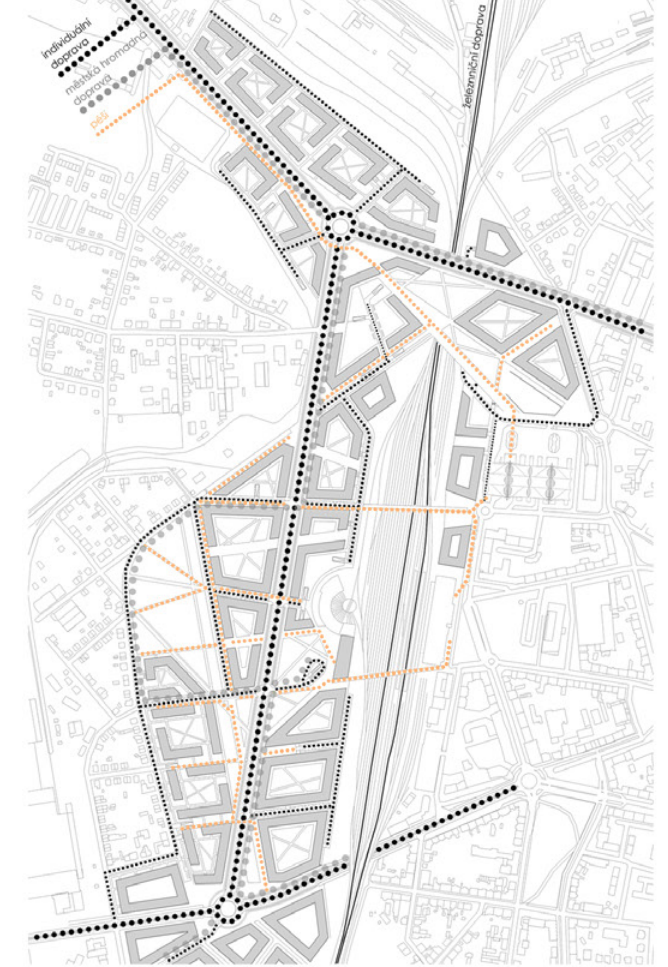 individuální
doprava
městská hromadná
doprava
pěší
železniční doprava